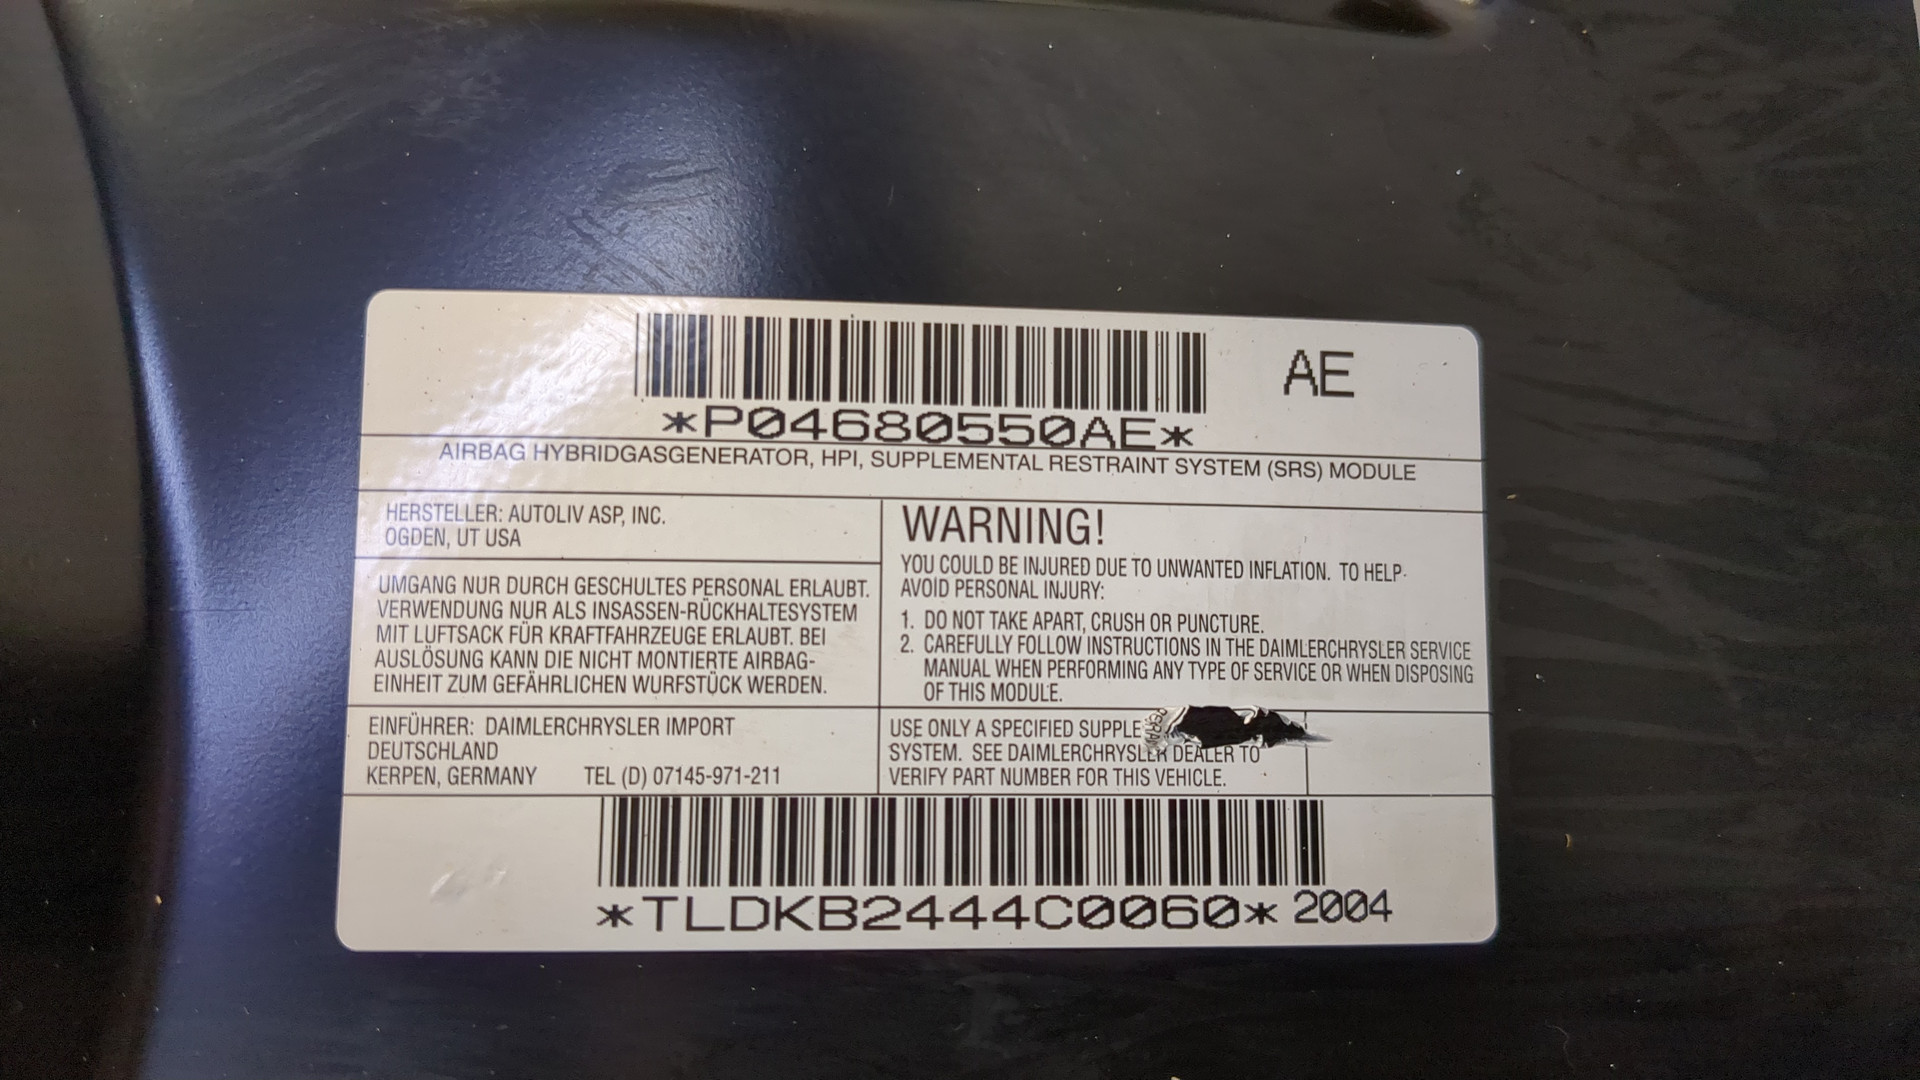 AE
*P04680550AE*
AIRBAG HYBRIDGASGENERATOR, HPI, SUPPLEMENTAL RESTRAINT SYSTEM (SRS) MODULE
HERSTELLER: AUTOLIV ASP, INC.
OGDEN, UT USA
UMGANG NUR DURCH GESCHULTES PERSONAL ERLAUBT.
VERWENDUNG NUR ALS INSASSEN-RÜCKHALTESYSTEM
MIT LUFTSACK FÜR KRAFTFAHRZEUGE ERLAUBT. BEI
AUSLÖSUNG KANN DIE NICHT MONTIERTE AIRBAG-
EINHEIT ZUM GEFÄHRLICHEN WURFSTÜCK WERDEN.
EINFÜHRER: DAIMLERCHRYSLER IMPORT
DEUTSCHLAND
KERPEN, GERMANY TEL (D) 07145-971-211
WARNING!
YOU COULD BE INJURED DUE TO UNWANTED INFLATION. TO HELP
AVOID PERSONAL INJURY:
1. DO NOT TAKE APART, CRUSH OR PUNCTURE.
2. CAREFULLY FOLLOW INSTRUCTIONS IN THE DAIMLERCHRYSLER SERVICE
MANUAL WHEN PERFORMING ANY TYPE OF SERVICE OR WHEN DISPOSING
OF THIS MODULE.
USE ONLY A SPECIFIED SUPPLE
SYSTEM. SEE DAIMLERCHRYSLER DEALER TO
VERIFY PART NUMBER FOR THIS VEHICLE.
*TLDKB2444C0060* 2004